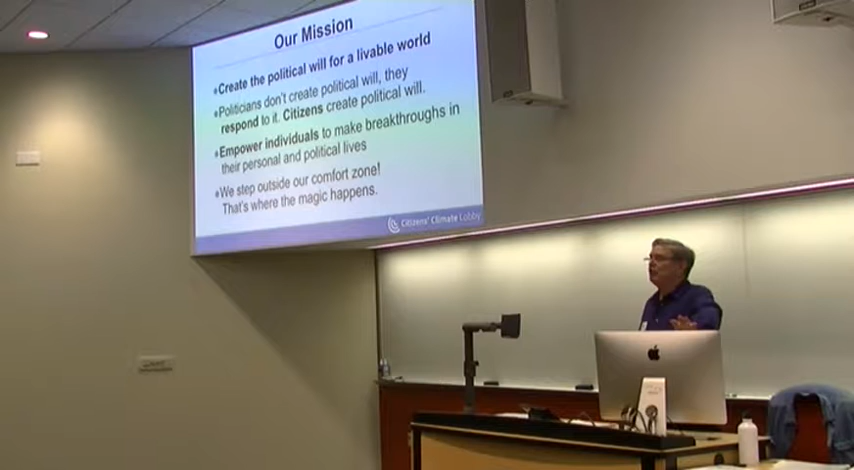 Our Mission
Create the political will for a livable world
Politicians don't create political will, they
respond to it. Citizens create political will.
Empower individuals to make breakthroughs in
their personal and political lives
We step outside our comfort zone!
That's where the magic happens.
Citizens' Climate Lobby